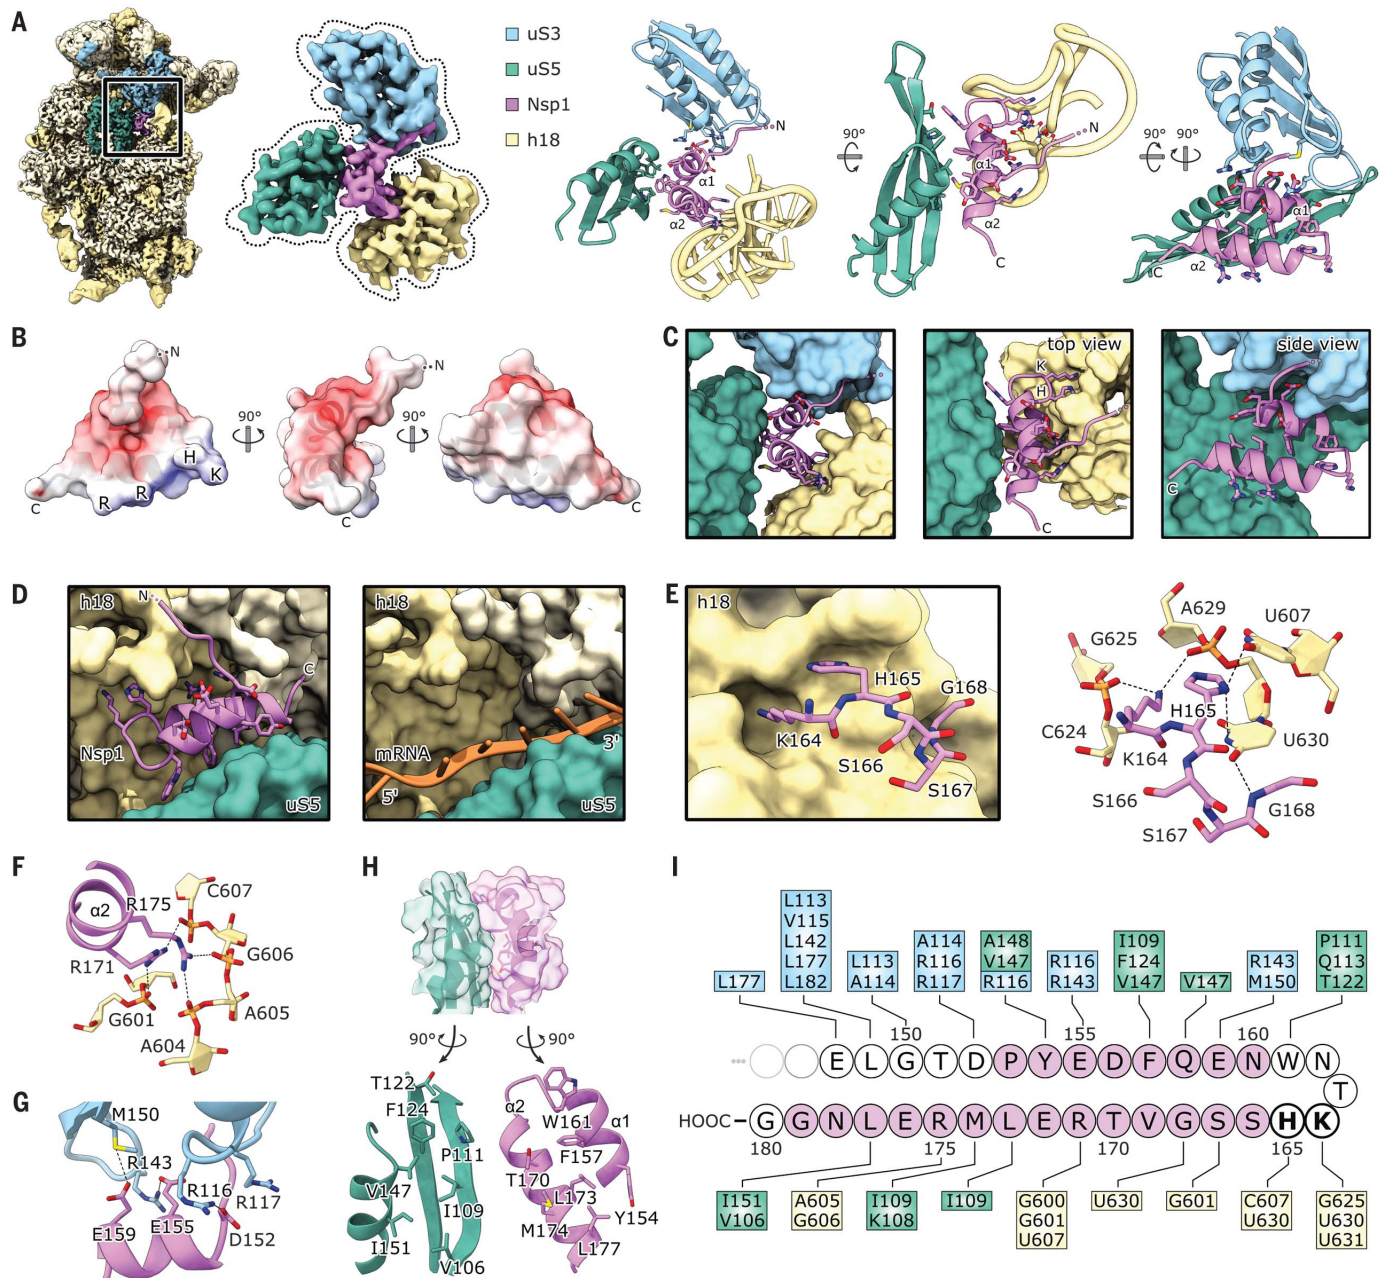 A
uS3
uS5
Nsp1
h18
N
α1
α2
90°
N
α1
α2
C
90° 90°
α1
C
α2
B
N
H
K
R
R
C
90°
N
C
90°
C
C
top view
K
H
C
side view
C
D
h18
N
C
Nsp1
uS5
h18
mRNA
3'
5'
uS5
E
h18
H165
G168
K164
S166
S167
A629
U607
G625
H165
C624
K164
U630
S166
G168
S167
F
α2
R175
C607
R171
G606
G601
A605
A604
G
M150
R143
R116
R117
E159
E155
D152
H
90°
90°
T122
F124
P111
V147
I109
I151
V106
α2
W161
α1
F157
T170
L173
M174
Y154
L177
I
L177
L113
V115
L142
L177
L182
L113
A114
A114
R116
R117
A148
V147
R116
R116
R143
I109
F124
V147
V147
R143
M150
P111
Q113
T122
150
155
160
E L G T D P Y E D F Q E N W N
T
HOOC G G N L E R M L E R T V G S S H K
180
175
170
165
I151
V106
A605
G606
I109
K108
I109
G600
G601
U607
U630
G601
C607
U630
G625
U630
U631